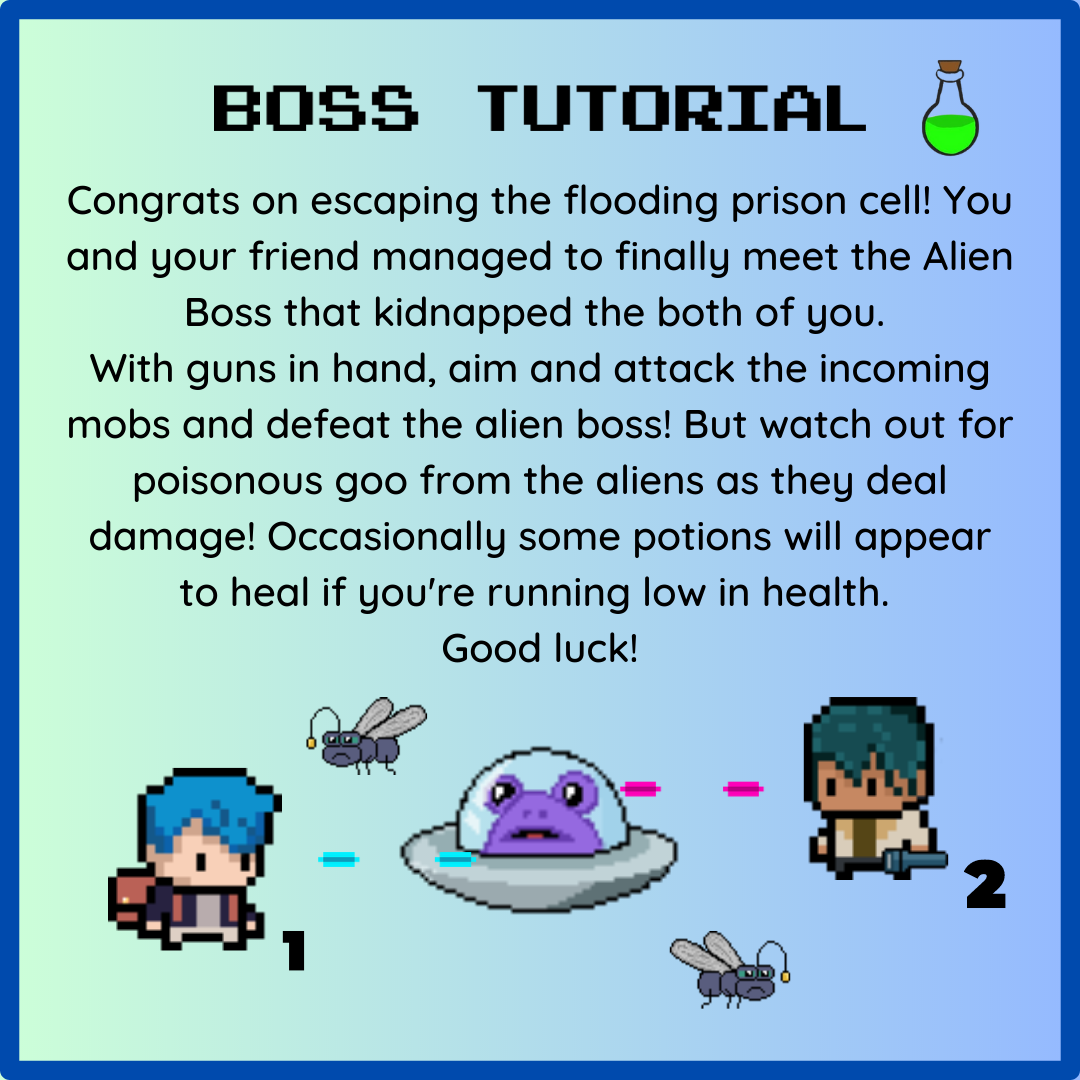 BOSS TUTORIAL
Congrats on escaping the flooding prison cell! You
and your friend managed to finally meet the Alien
Boss that kidnapped the both of you.
With guns in hand, aim and attack the incoming
mobs and defeat the alien boss! But watch out for
poisonous goo from the aliens as they deal
damage! Occasionally some potions will appear
to heal if you're running low in health.
Good luck!
1
2